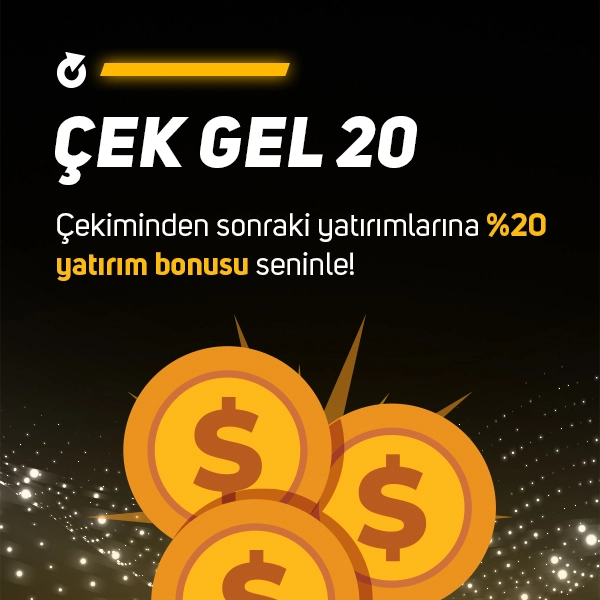 ÇEK GEL 20
Çekiminden sonraki yatırımlarına %20
yatırım bonusu seninle!
$
$
$